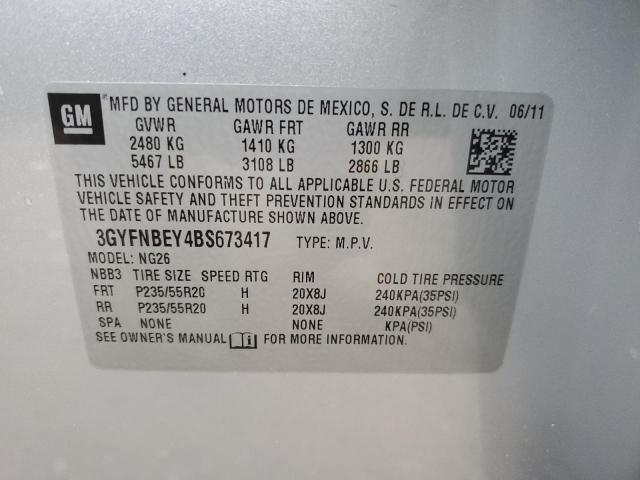 GM
MFD BY GENERAL MOTORS DE MEXICO, S. DE R.L. DE C.V. 06/11
GVWR GAWR FRT GAWR RR
2480 KG 1410 KG 1300 KG
5467 LB 3108 LB 2866 LB
THIS VEHICLE CONFORMS TO ALL APPLICABLE U.S. FEDERAL MOTOR
VEHICLE SAFETY AND THEFT PREVENTION STANDARDS IN EFFECT ON
THE DATE OF MANUFACTURE SHOWN ABOVE.
3GYFNBEY4BS673417 TYPE: M.P.V.
MODEL: NG26
NBB3 TIRE SIZE SPEED RTG RIM COLD TIRE PRESSURE
FRT P235/55R20 H 20X8J 240KPA(35PSI)
RR P235/55R20 H 20X8J 240KPA(35PSI)
SPA NONE NONE KPA(PSI)
SEE OWNER'S MANUAL i FOR MORE INFORMATION.